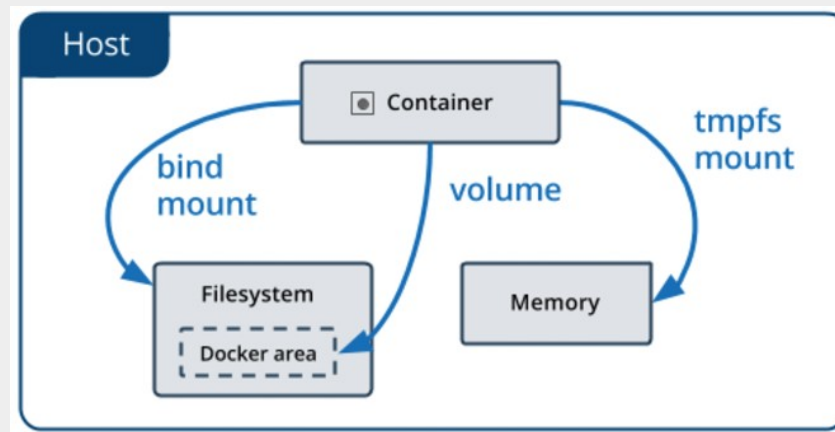 Host
Container
bind
mount
volume
tmpfs
mount
Filesystem
Docker area
Memory